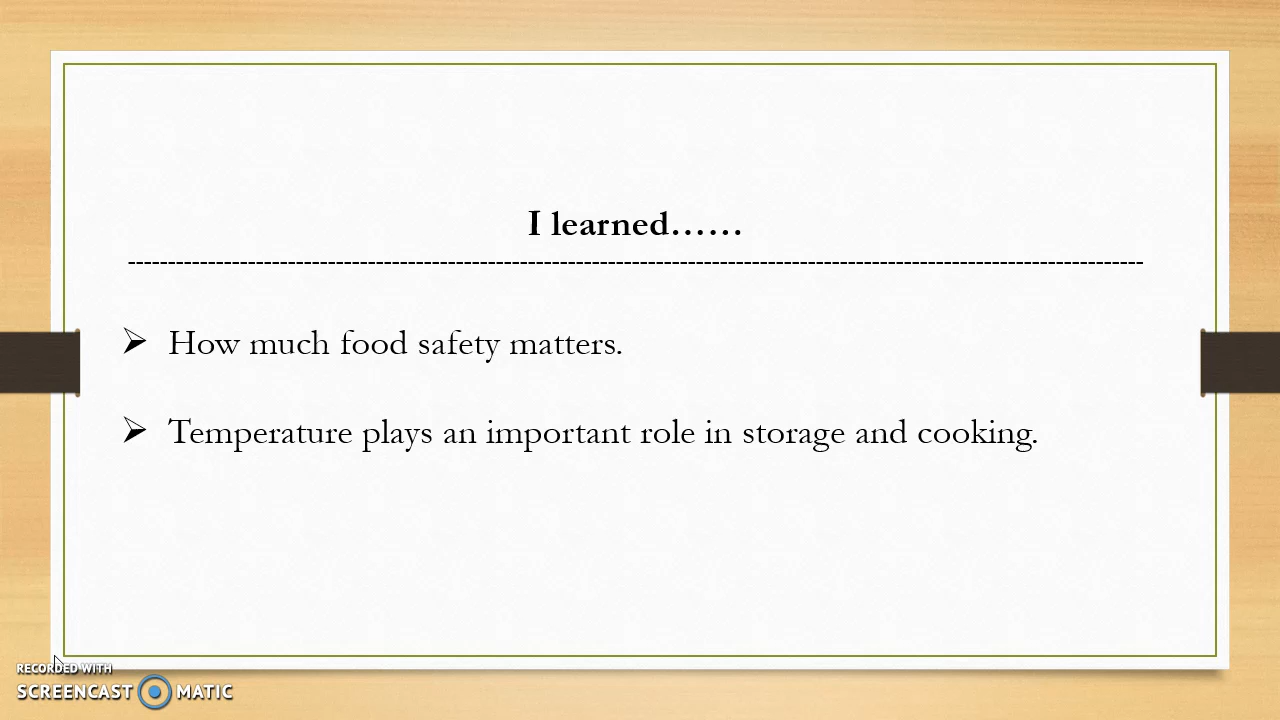 I learned……
--------------------------------------------------------------------------------------------------------------------------------
➢ How much food safety matters.
➢ Temperature plays an important role in storage and cooking.
RECORDED WITH
SCREENCAST MATIC